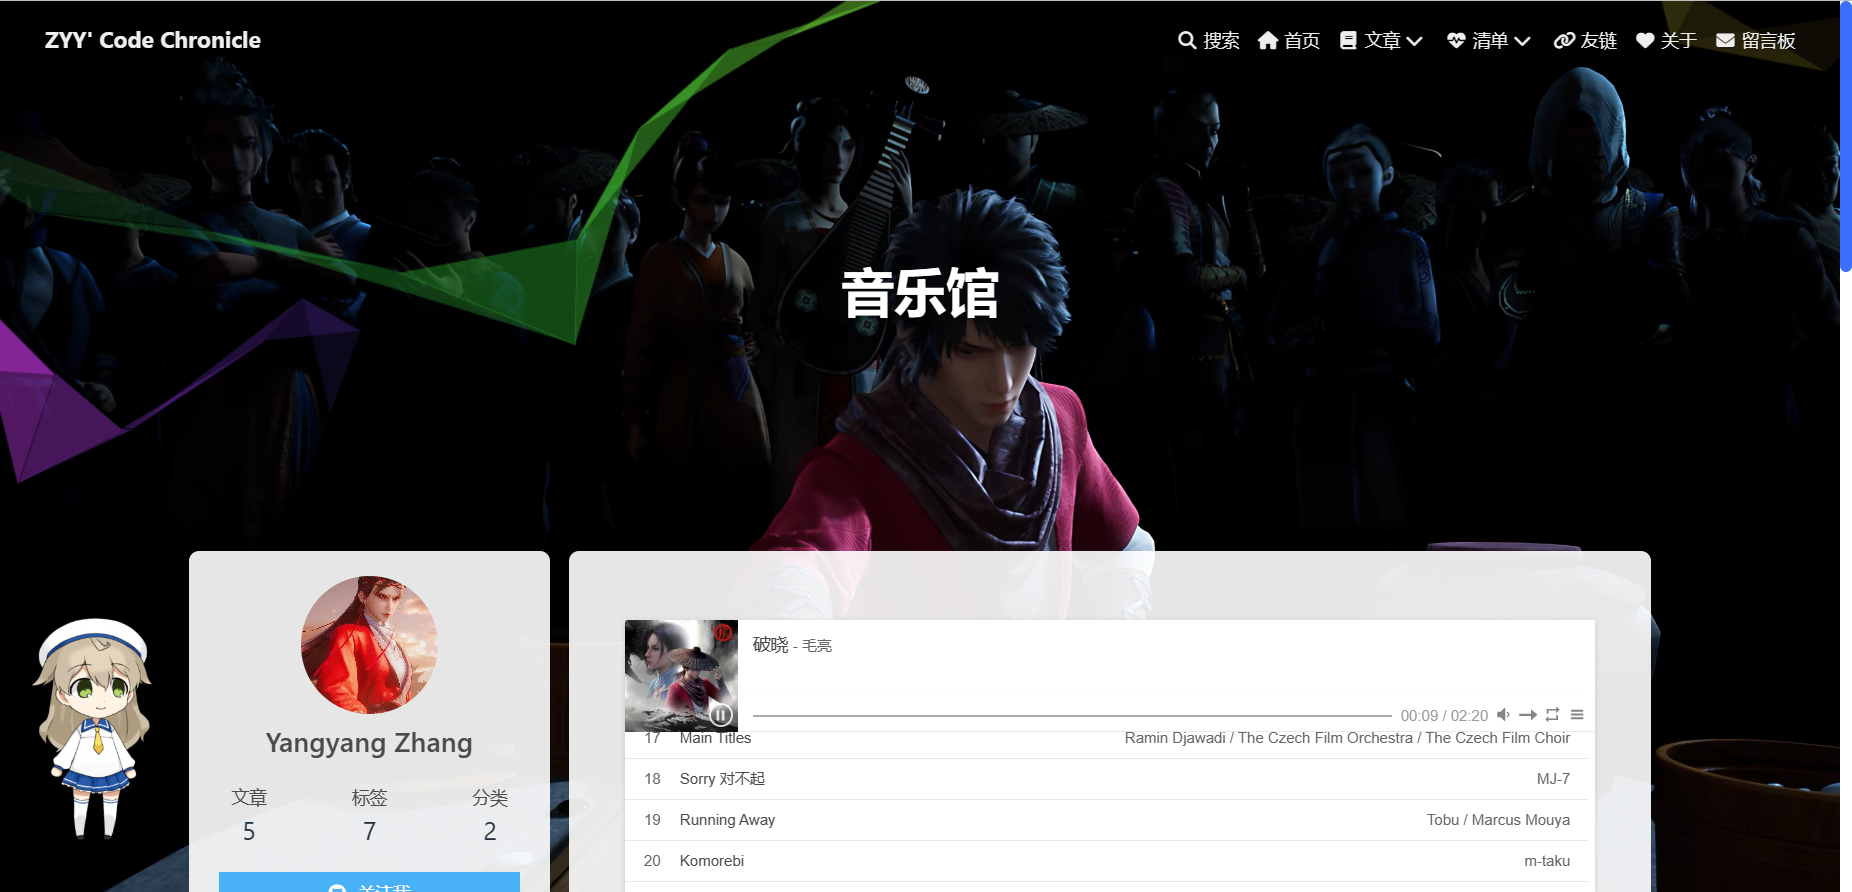 ZYY' Code Chronicle 搜索 首页 文章 清单 友链 关于 留言板
音乐馆
Yangyang Zhang
文章 标签 分类
5 7 2
关注我
破晓 - 毛亮
00:09 / 02:20
17 Main Titles Ramin Djawadi / The Czech Film Orchestra / The Czech Film Choir
18 Sorry 对不起 MJ-7
19 Running Away Tobu / Marcus Mouya
20 Komorebi m-taku